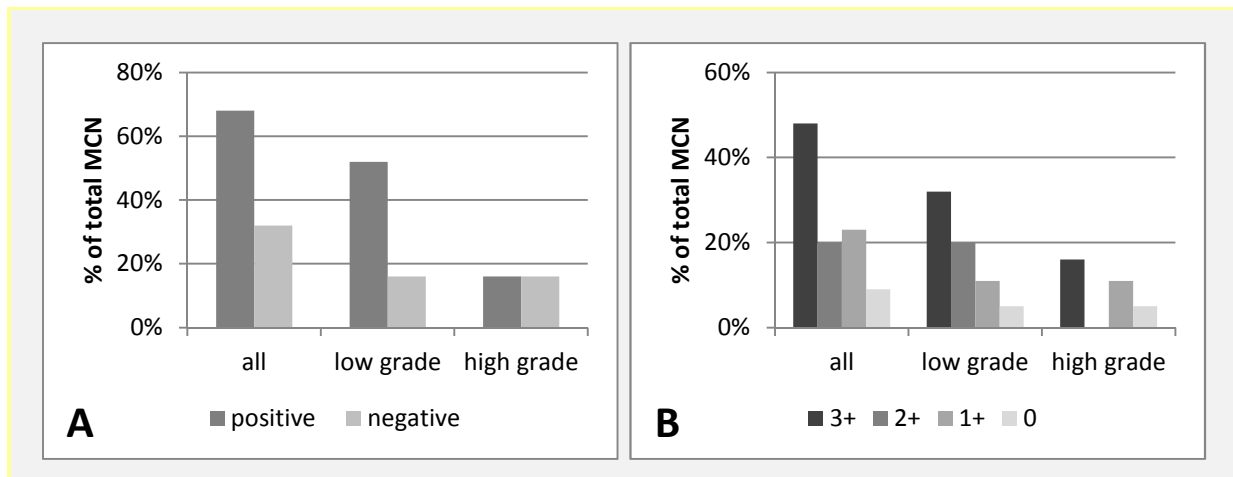 80%
60%
40%
20%
0%
% of total MCN
all low grade high grade
positive negative
A
60%
40%
20%
0%
% of total MCN
all low grade high grade
3+ 2+ 1+ 0
B